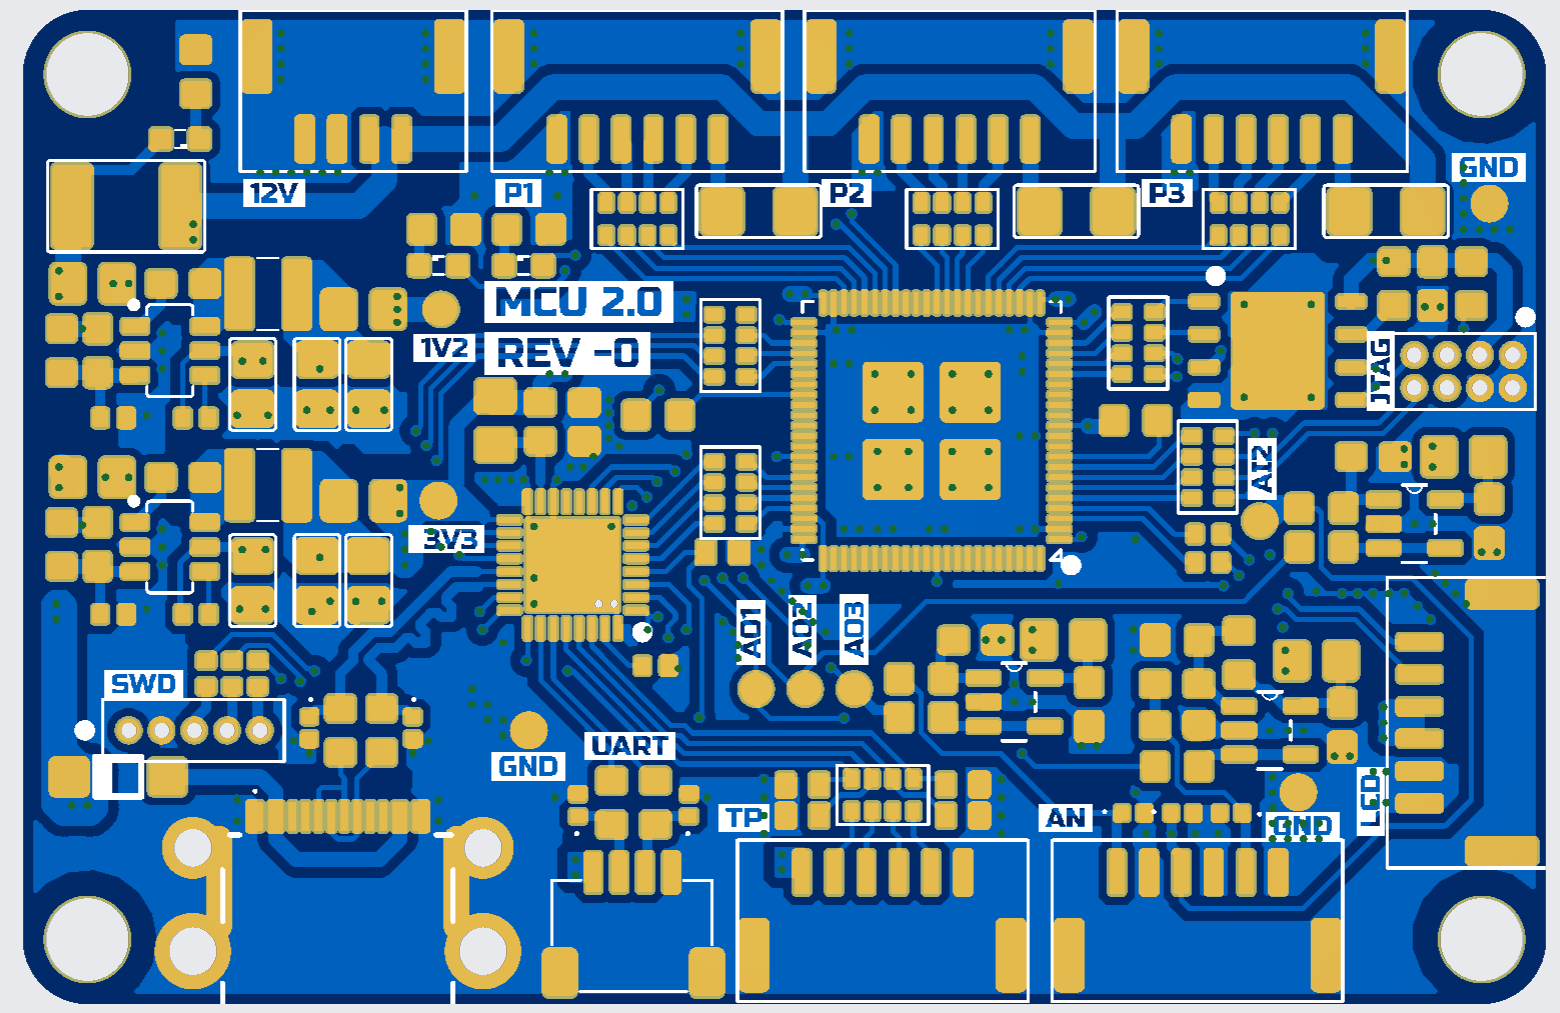 12V
P1
P2
P3
GND
MCU 2.0
REV -0
1V2
JTAG
AI2
3V3
AO1
AO2
AO3
SWD
UART
GND
TP
AN
GND
LCD